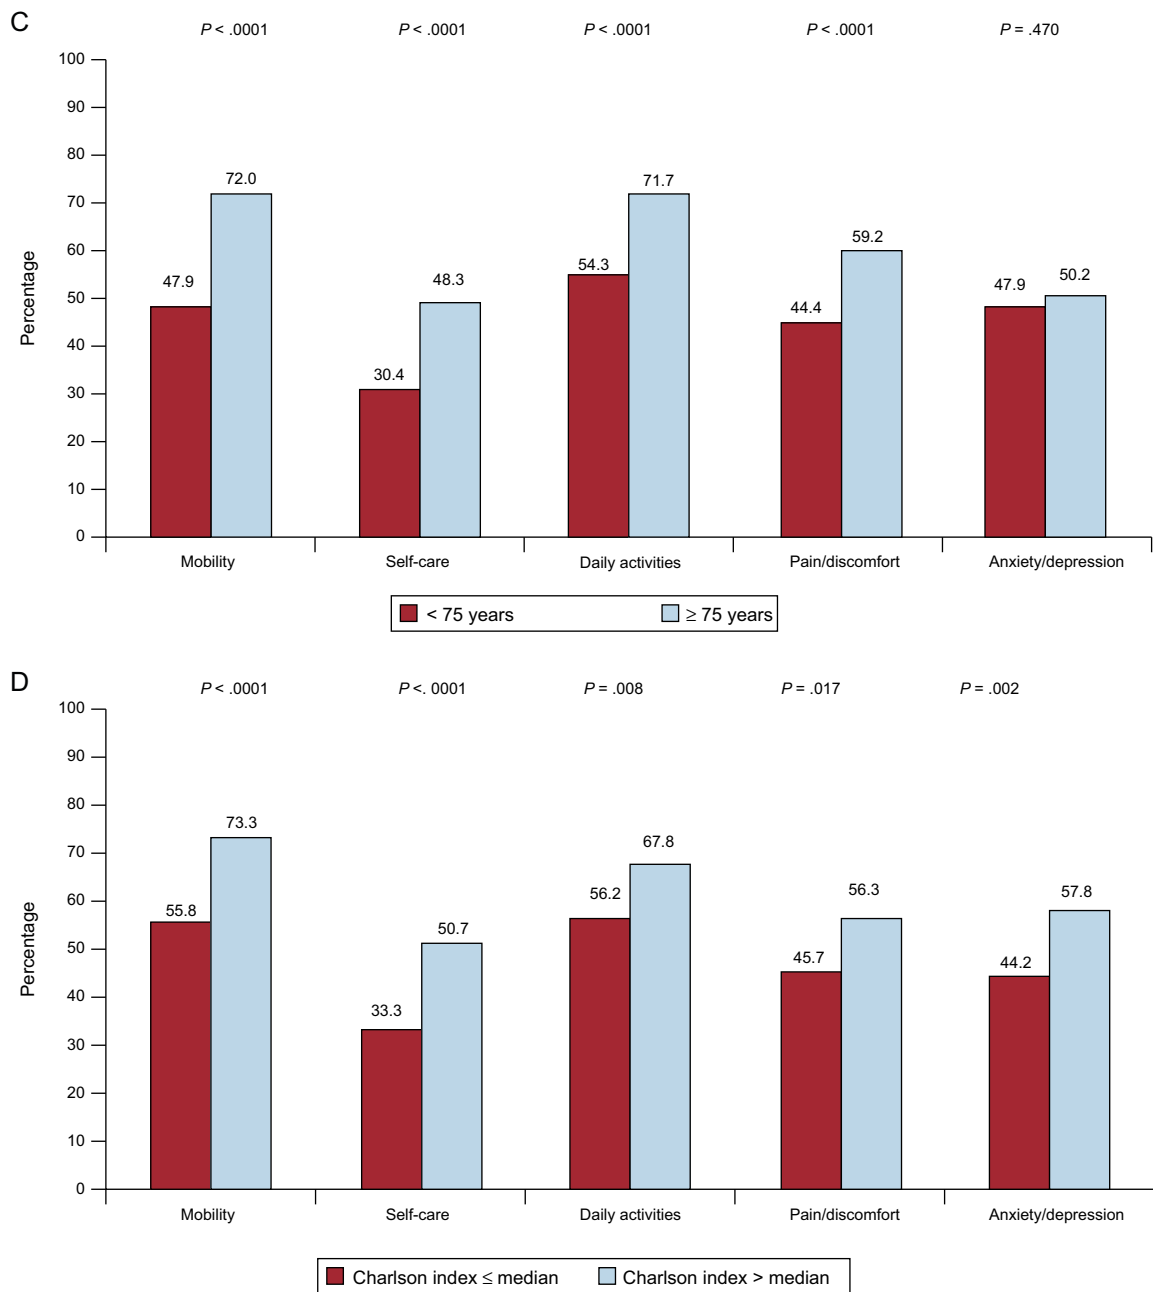 C
P < .0001 P < .0001 P < .0001 P < .0001 P = .470
100
90
80
70
60
50
40
30
20
10
0
Percentage
47.9 72.0 30.4 48.3 54.3 71.7 44.4 59.2 47.9 50.2
Mobility Self-care Daily activities Pain/discomfort Anxiety/depression
< 75 years ≥ 75 years
D
P < .0001 P <. 0001 P = .008 P = .017 P = .002
100
90
80
70
60
50
40
30
20
10
0
Percentage
55.8 73.3 33.3 50.7 56.2 67.8 45.7 56.3 44.2 57.8
Mobility Self-care Daily activities Pain/discomfort Anxiety/depression
Charlson index ≤ median Charlson index > median